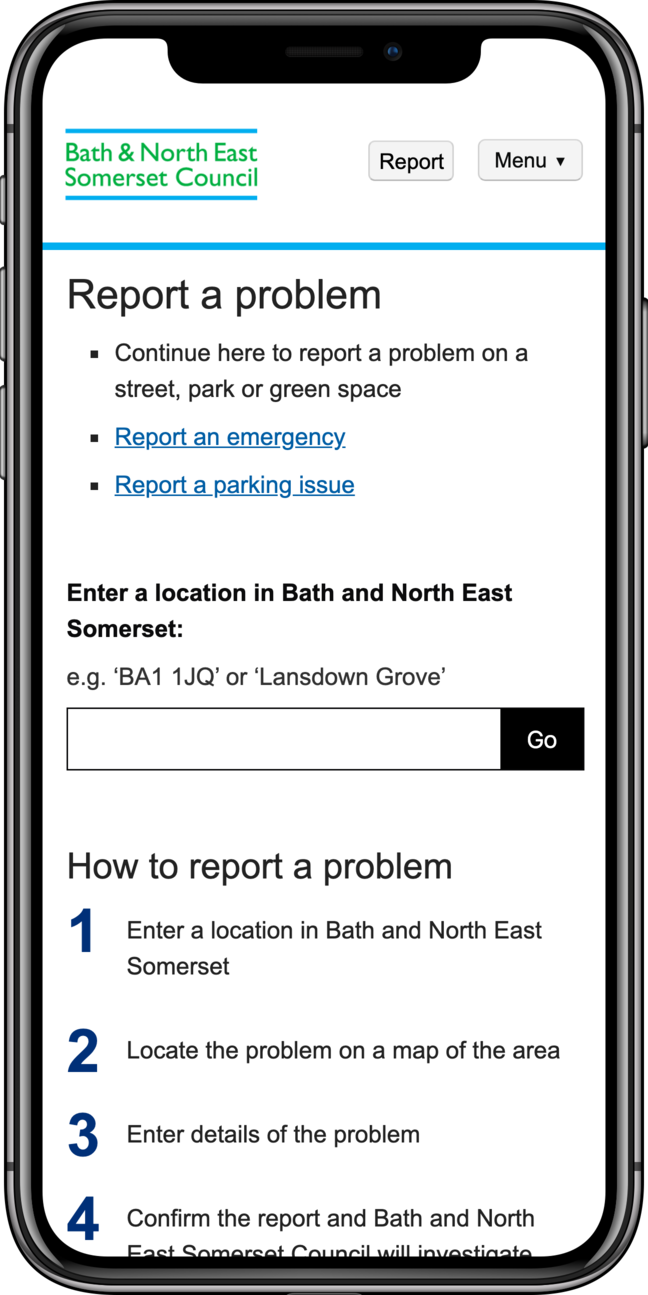 Bath & North East
Somerset Council
Report
Menu ▼
Report a problem
▪ Continue here to report a problem on a
street, park or green space
▪ Report an emergency
▪ Report a parking issue
Enter a location in Bath and North East
Somerset:
e.g. ‘BA1 1JQ’ or ‘Lansdown Grove’
Go
How to report a problem
1 Enter a location in Bath and North East
Somerset
2 Locate the problem on a map of the area
3 Enter details of the problem
4 Confirm the report and Bath and North
East Somerset Council will investigate